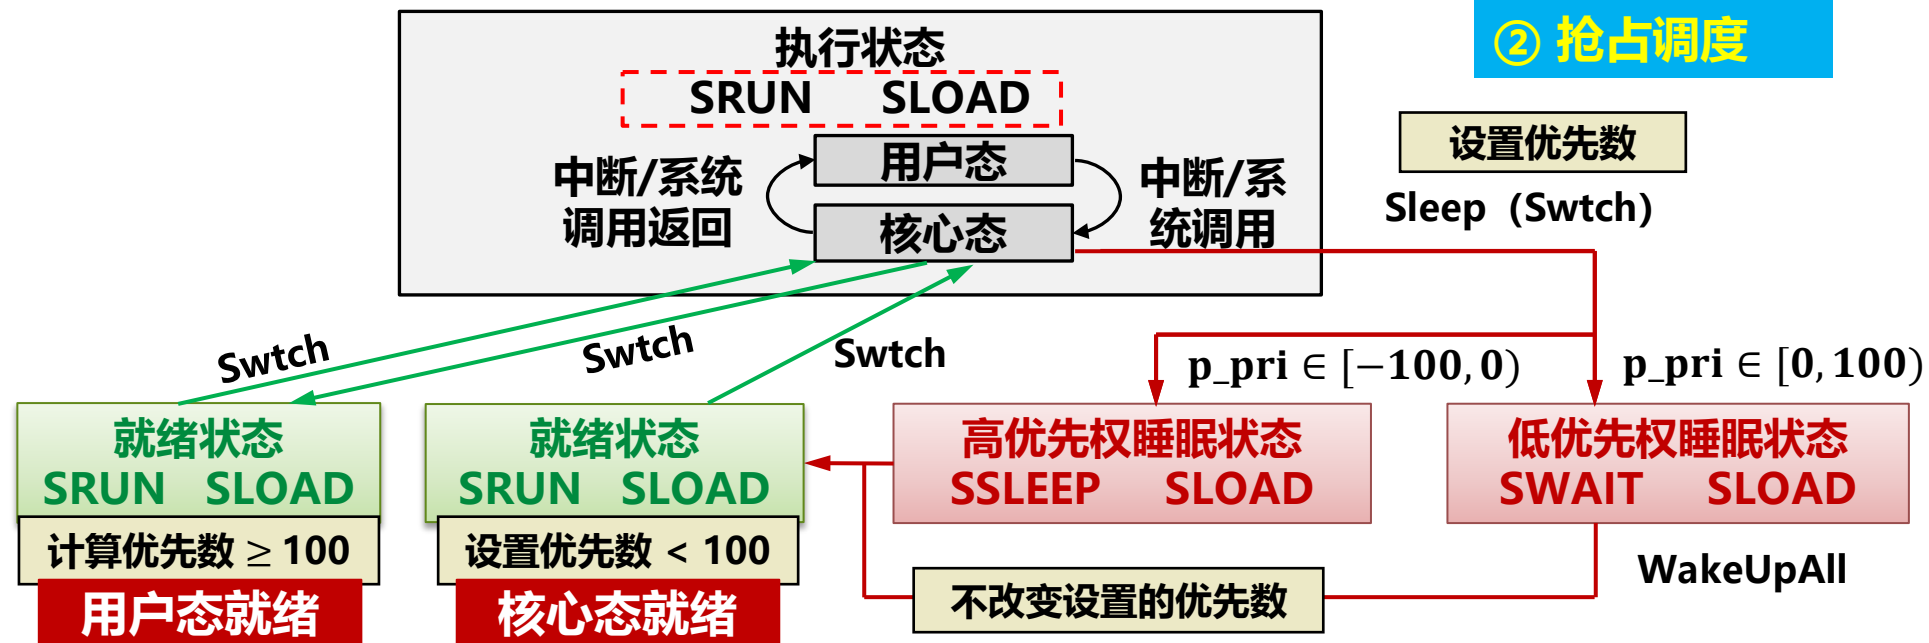 ② 抢占调度
执行状态
SRUN SLOAD
用户态
核心态
中断/系统
调用返回
中断/系
统调用
设置优先数
Sleep (Swtch)
Swtch
Swtch
Swtch
p_pri ∈ [−100, 0)
p_pri ∈ [0, 100)
就绪状态
SRUN SLOAD
计算优先数 ≥ 100
用户态就绪
就绪状态
SRUN SLOAD
设置优先数 < 100
核心态就绪
高优先权睡眠状态
SSLEEP SLOAD
低优先权睡眠状态
SWAIT SLOAD
不改变设置的优先数
WakeUpAll